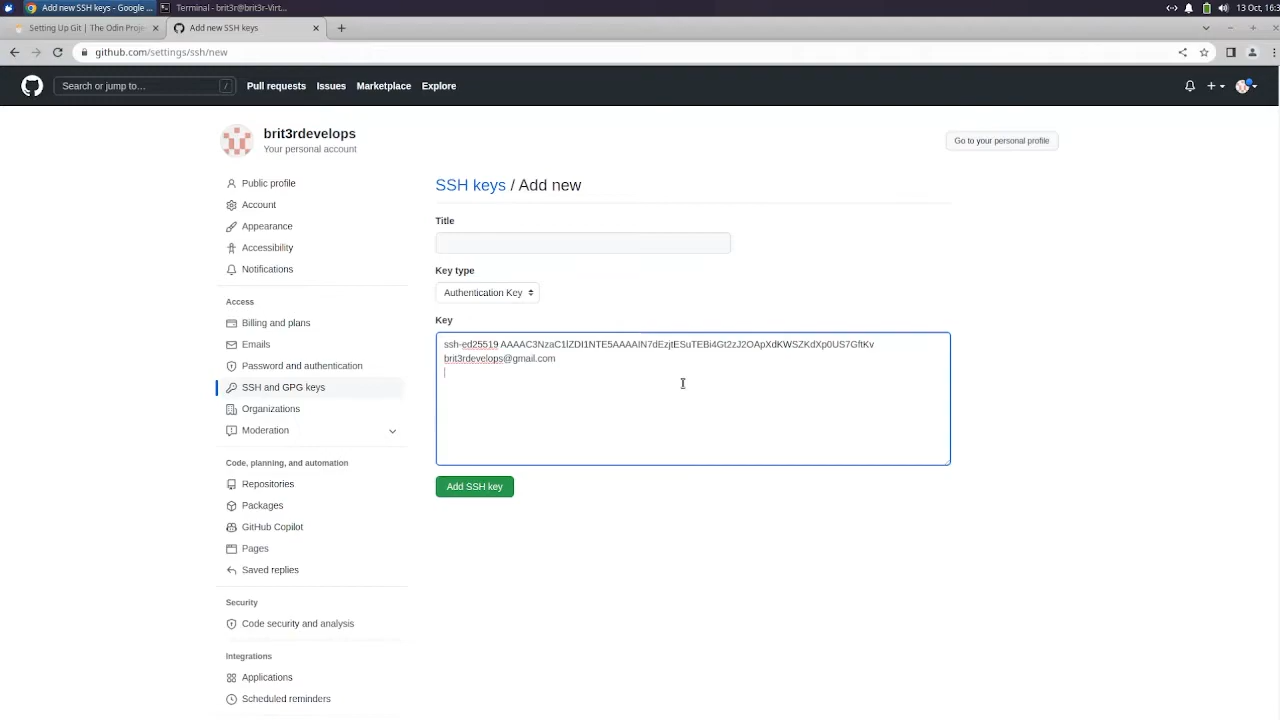 Add new SSH keys - Google ...
Terminal - brit3r@brit3r-Virt...
13 Oct, 16:3
Setting Up Git | The Odin Proje
Add new SSH keys
github.com/settings/ssh/new
Search or jump to...
/
Pull requests
Issues
Marketplace
Explore
brit3rdevelops
Your personal account
Go to your personal profile
Public profile
Account
Appearance
Accessibility
Notifications
Access
Billing and plans
Emails
Password and authentication
SSH and GPG keys
Organizations
Moderation
Code, planning, and automation
Repositories
Packages
GitHub Copilot
Pages
Saved replies
Security
Code security and analysis
Integrations
Applications
Scheduled reminders
SSH keys / Add new
Title
Key type
Authentication Key
Key
ssh-ed25519 AAAAC3NzaC1lZDI1NTE5AAAAIN7dEzjtESuTEBi4Gt2zJ2OApXdKWSZKdXp0US7GftKv
brit3rdevelops@gmail.com
Add SSH key